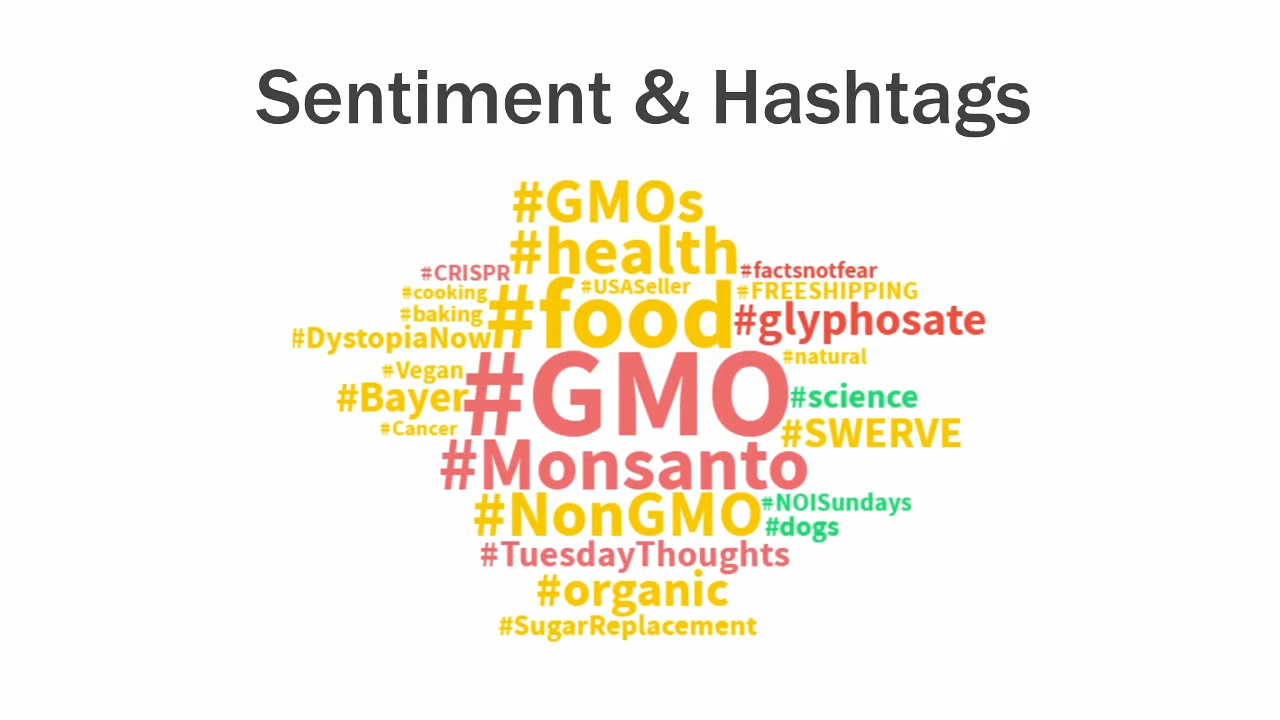 Sentiment & Hashtags
#GMOs
#health
#CRISPR
#factsnotfear
#cooking
#USASeller
#FREESHIPPING
#baking
#food
#glyphosate
#DystopiaNow
#natural
#Vegan
#GMO
#Bayer
#science
#Cancer
#SWERVE
#Monsanto
#NonGMO
#NOISundays
#dogs
#TuesdayThoughts
#organic
#SugarReplacement